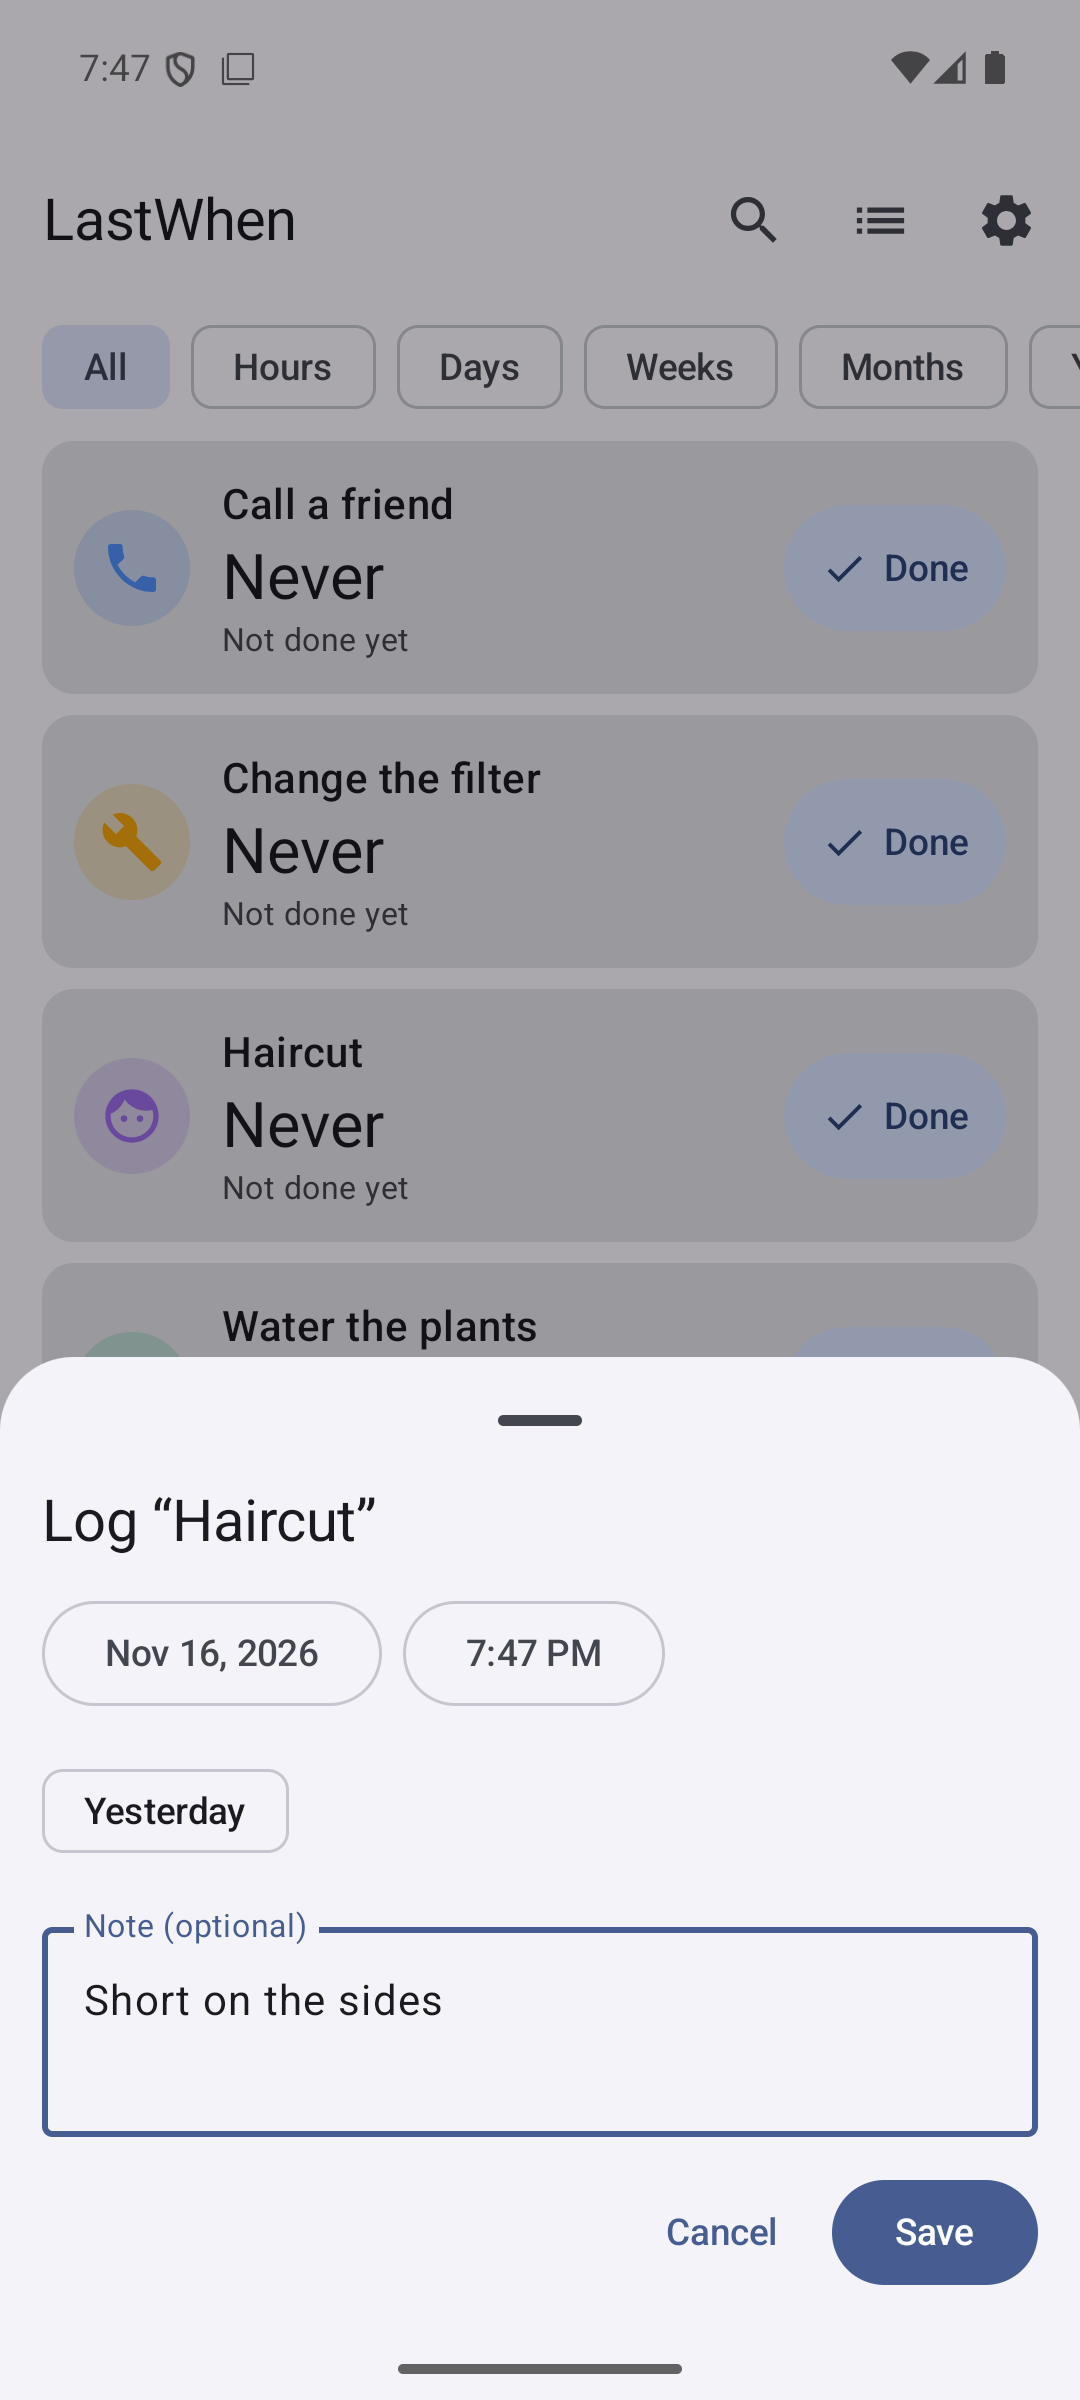 7:47
LastWhen
All
Hours
Days
Weeks
Months
Call a friend
Never
Not done yet
Done
Change the filter
Never
Not done yet
Done
Haircut
Never
Not done yet
Done
Water the plants
Log “Haircut”
Nov 16, 2026
7:47 PM
Yesterday
Note (optional)
Short on the sides
Cancel
Save